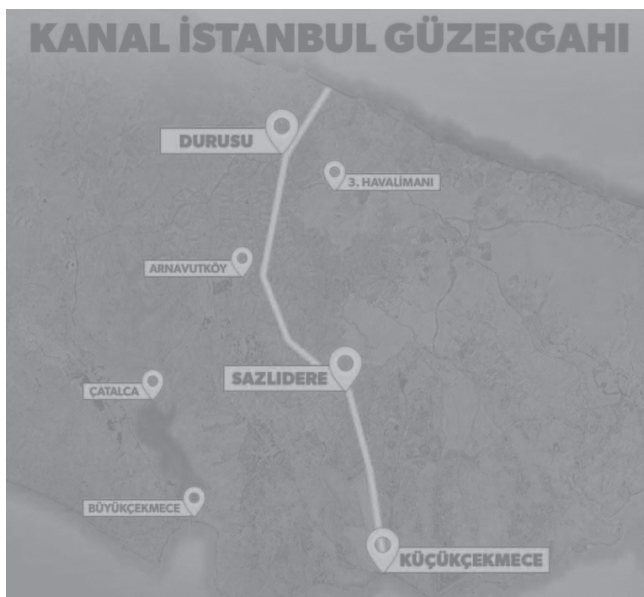 KANAL İSTANBUL GÜZERGAHI
DURUSU
3. HAVALİMANI
ARNAVUTKÖY
SAZLIDERE
ÇATALCA
BÜYÜKÇEKMECE
KÜÇÜKÇEKMECE